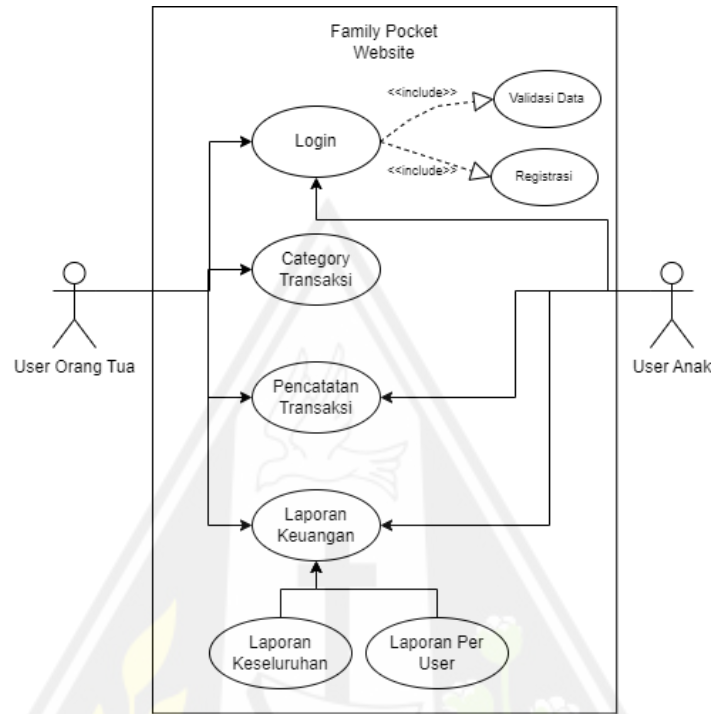 Family Pocket
Website
<<include>>
Validasi Data
Login
<<include>>
Registrasi
Category
Transaksi
User Orang Tua
User Anak
Pencatatan
Transaksi
Laporan
Keuangan
Laporan
Keseluruhan
Laporan Per
User